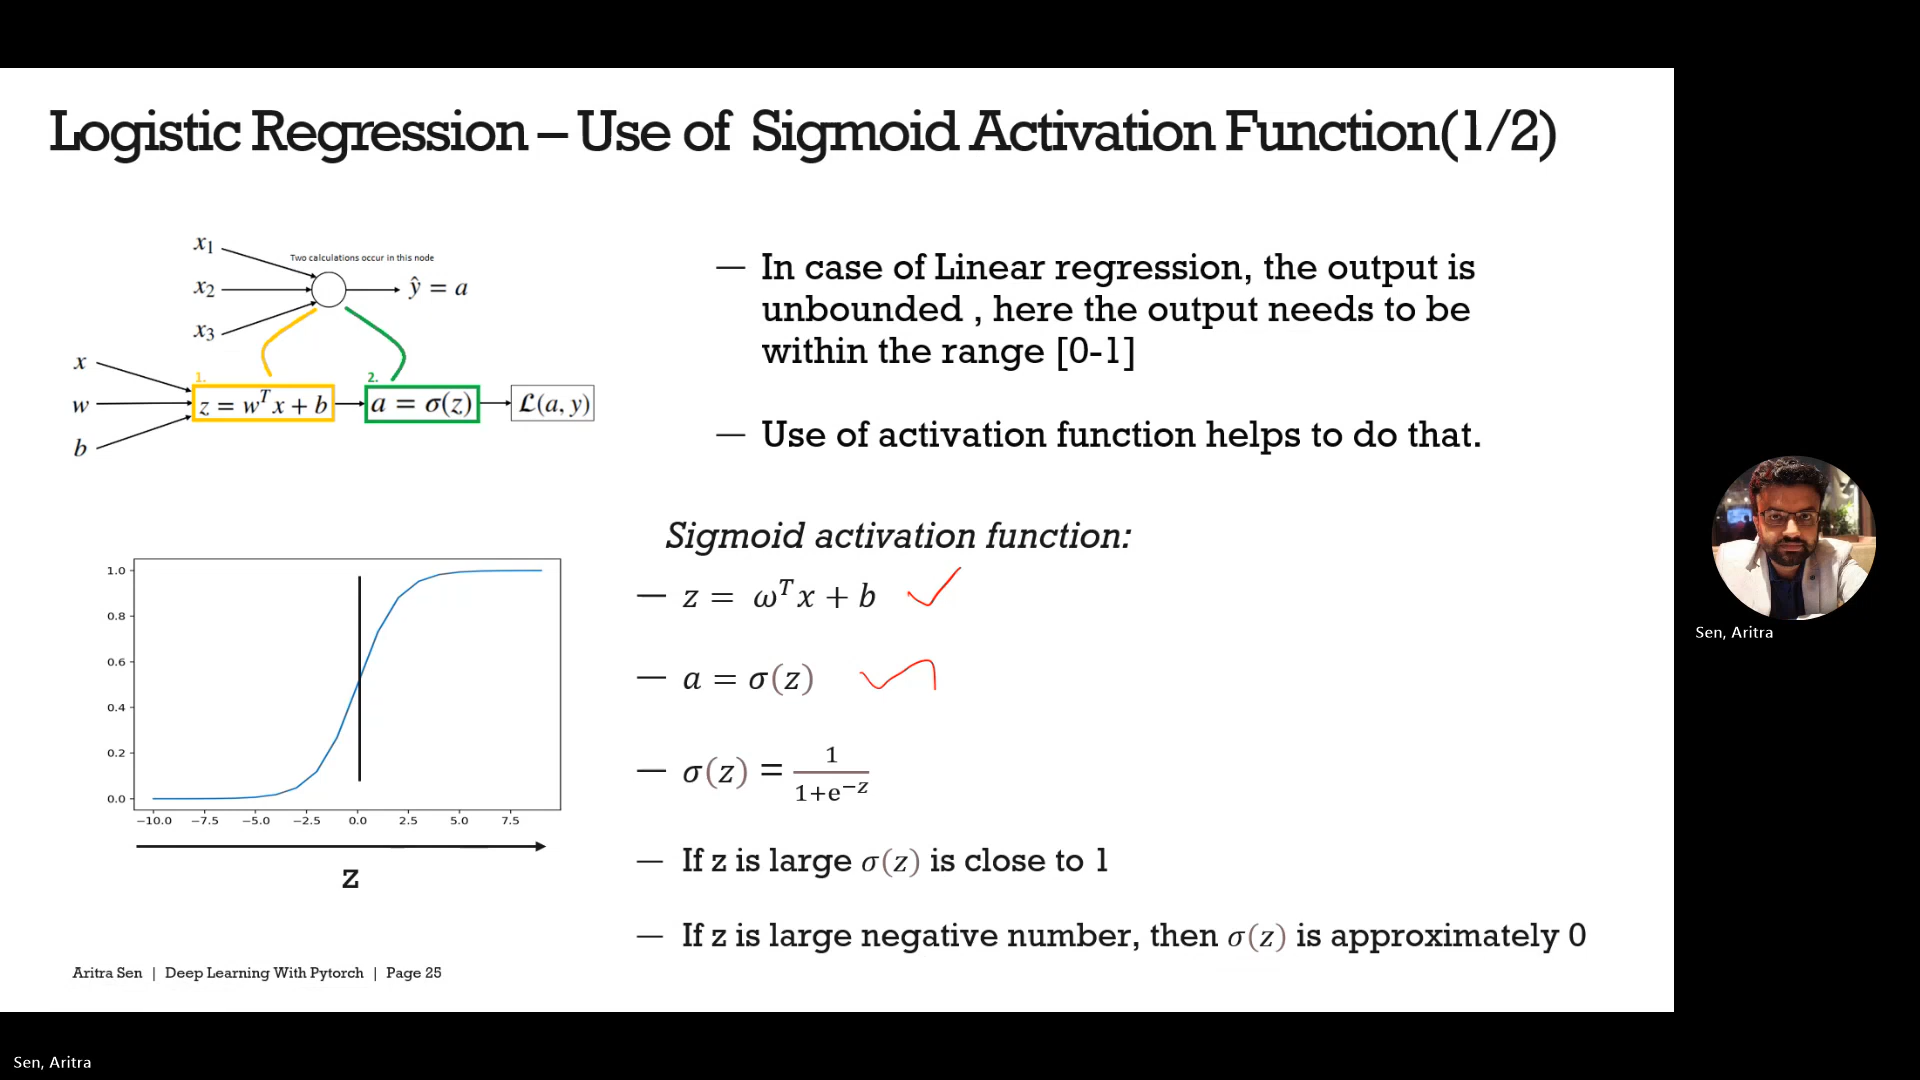 Logistic Regression – Use of Sigmoid Activation Function(1/2)
x1
Two calculations occur in this node
x2
ŷ = a
x3
x
w
b
1.
z = w^T x + b
2.
a = σ(z)
ℒ(a, y)
— In case of Linear regression, the output is
unbounded , here the output needs to be
within the range [0-1]
— Use of activation function helps to do that.
Sigmoid activation function:
— z = ω^T x + b
— a = σ(z)
— σ(z) = 1/(1+e^−z)
— If z is large σ(z) is close to 1
— If z is large negative number, then σ(z) is approximately 0
1.0
0.8
0.6
0.4
0.2
0.0
−10.0 −7.5 −5.0 −2.5 0.0 2.5 5.0 7.5
z
Aritra Sen | Deep Learning With Pytorch | Page 25
Sen, Aritra
Sen, Aritra